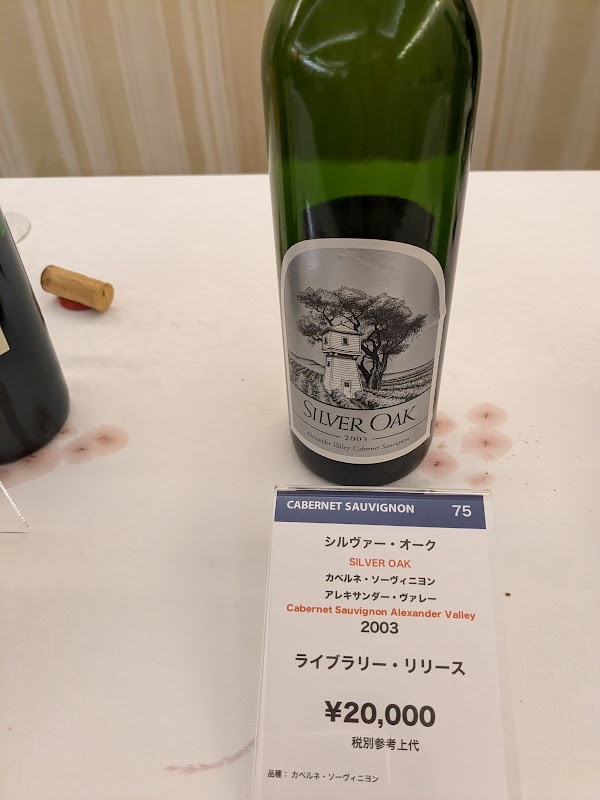 SILVER OAK
2003
Alexander Valley Cabernet Sauvignon
CABERNET SAUVIGNON 75
シルヴァー・オーク
SILVER OAK
カベルネ・ソーヴィニヨン
アレキサンダー・ヴァレー
Cabernet Sauvignon Alexander Valley
2003
ライブラリー・リリース
¥20,000
税別参考上代
品種： カベルネ・ソーヴィニヨン